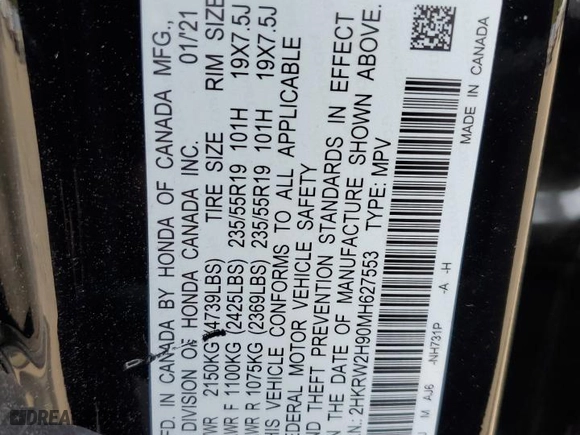 FD. IN CANADA BY HONDA OF CANADA MFG.,
DIVISION OF HONDA CANADA INC. 01/21
TIRE SIZE RIM SIZE
VWR 2150KG (4739LBS)
WR F 1100KG (2425LBS) 235/55R19 101H 19X7.5J
WR R 1075KG (2369LBS) 235/55R19 101H 19X7.5J
HIS VEHICLE CONFORMS TO ALL APPLICABLE
EDERAL MOTOR VEHICLE SAFETY
ND THEFT PREVENTION STANDARDS IN EFFECT
N THE DATE OF MANUFACTURE SHOWN ABOVE.
N: 2HKRW2H90MH627553 TYPE: MPV
M AJ6 -NH731P -A -H
MADE IN CANADA